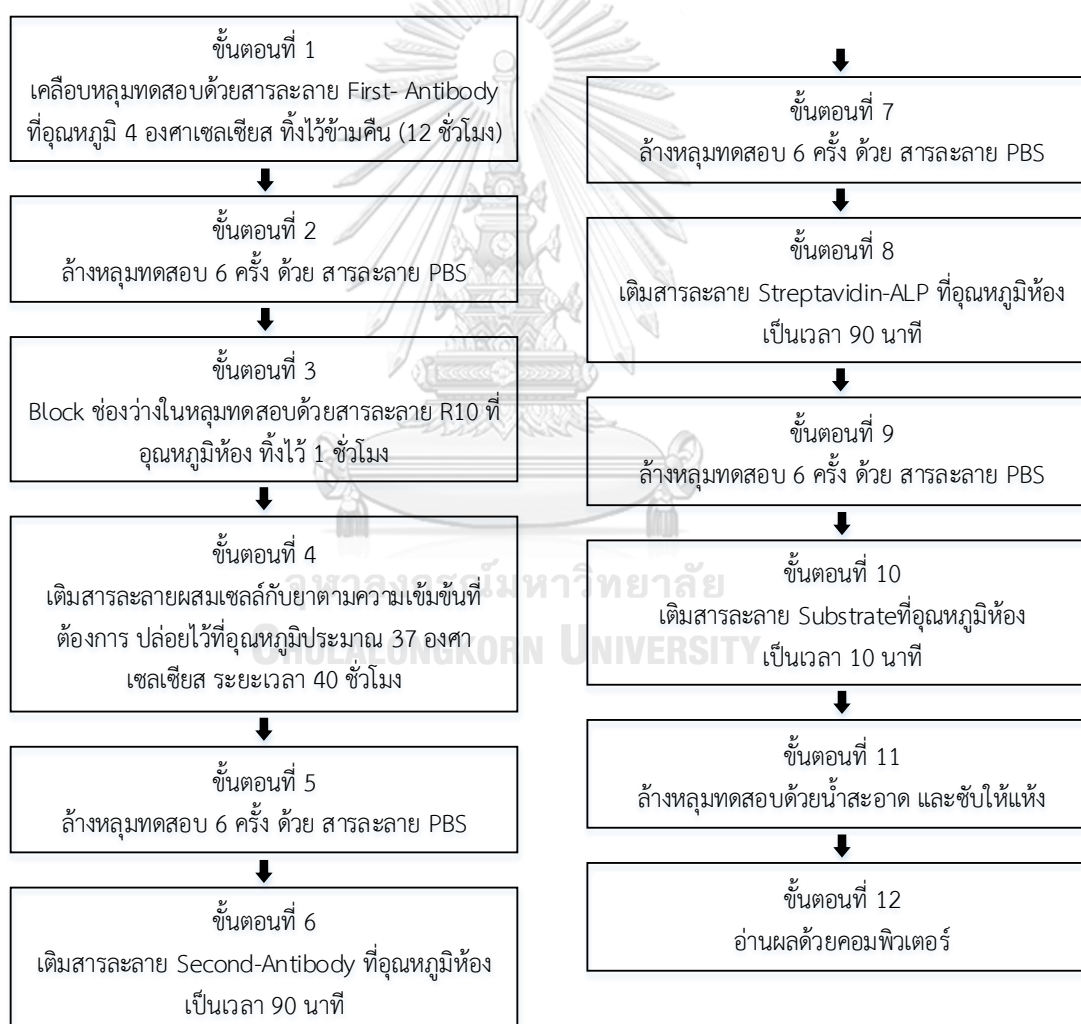 ขั้นตอนที่ 1
เคลือบหลุมทดสอบด้วยสารละลาย First- Antibody
ที่อุณหภูมิ 4 องศาเซลเซียส ทิ้งไว้ข้ามคืน (12 ชั่วโมง)
ขั้นตอนที่ 2
ล้างหลุมทดสอบ 6 ครั้ง ด้วย สารละลาย PBS
ขั้นตอนที่ 3
Block ช่องว่างในหลุมทดสอบด้วยสารละลาย R10 ที่
อุณหภูมิห้อง ทิ้งไว้ 1 ชั่วโมง
ขั้นตอนที่ 4
เติมสารละลายผสมเซลล์กับยาตามความเข้มข้นที่
ต้องการ ปล่อยไว้ที่อุณหภูมิประมาณ 37 องศา
เซลเซียส ระยะเวลา 40 ชั่วโมง
ขั้นตอนที่ 5
ล้างหลุมทดสอบ 6 ครั้ง ด้วย สารละลาย PBS
ขั้นตอนที่ 6
เติมสารละลาย Second-Antibody ที่อุณหภูมิห้อง
เป็นเวลา 90 นาที
ขั้นตอนที่ 7
ล้างหลุมทดสอบ 6 ครั้ง ด้วย สารละลาย PBS
ขั้นตอนที่ 8
เติมสารละลาย Streptavidin-ALP ที่อุณหภูมิห้อง
เป็นเวลา 90 นาที
ขั้นตอนที่ 9
ล้างหลุมทดสอบ 6 ครั้ง ด้วย สารละลาย PBS
ขั้นตอนที่ 10
เติมสารละลาย Substrateที่อุณหภูมิห้อง
เป็นเวลา 10 นาที
ขั้นตอนที่ 11
ล้างหลุมทดสอบด้วยน้ำสะอาด และซับให้แห้ง
ขั้นตอนที่ 12
อ่านผลด้วยคอมพิวเตอร์
จุฬาลงกรณ์มหาวิทยาลัย
CHULALONGKORN UNIVERSITY